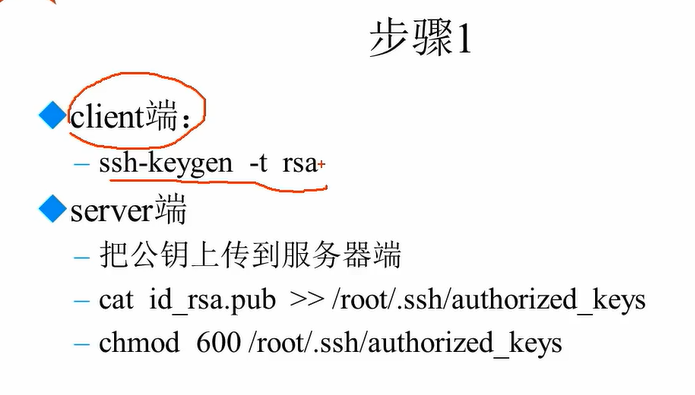 步骤1
client端：
– ssh-keygen -t rsa
server端
– 把公钥上传到服务器端
– cat id_rsa.pub >> /root/.ssh/authorized_keys
– chmod 600 /root/.ssh/authorized_keys